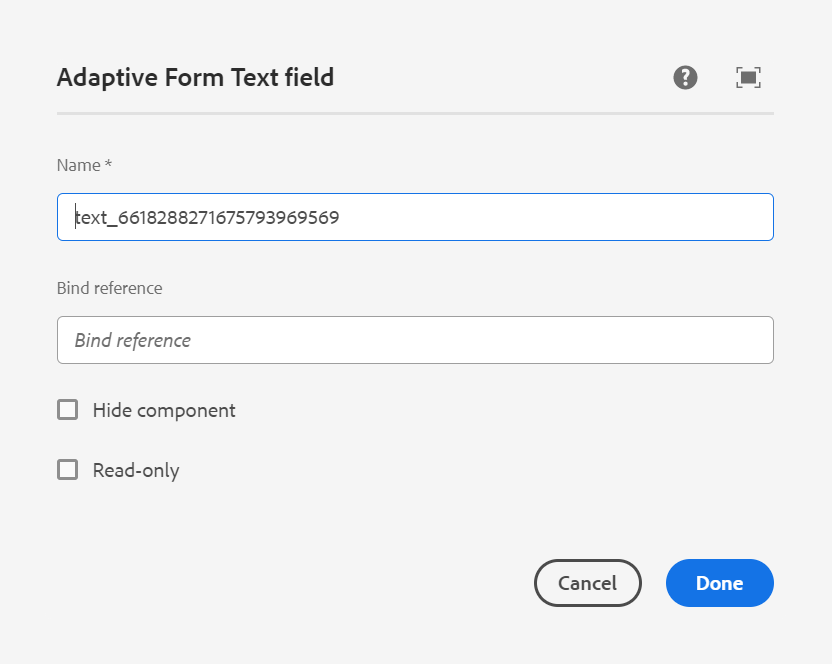 Adaptive Form Text field
Name *
text_6618288271675793969569
Bind reference
Bind reference
Hide component
Read-only
Cancel Done